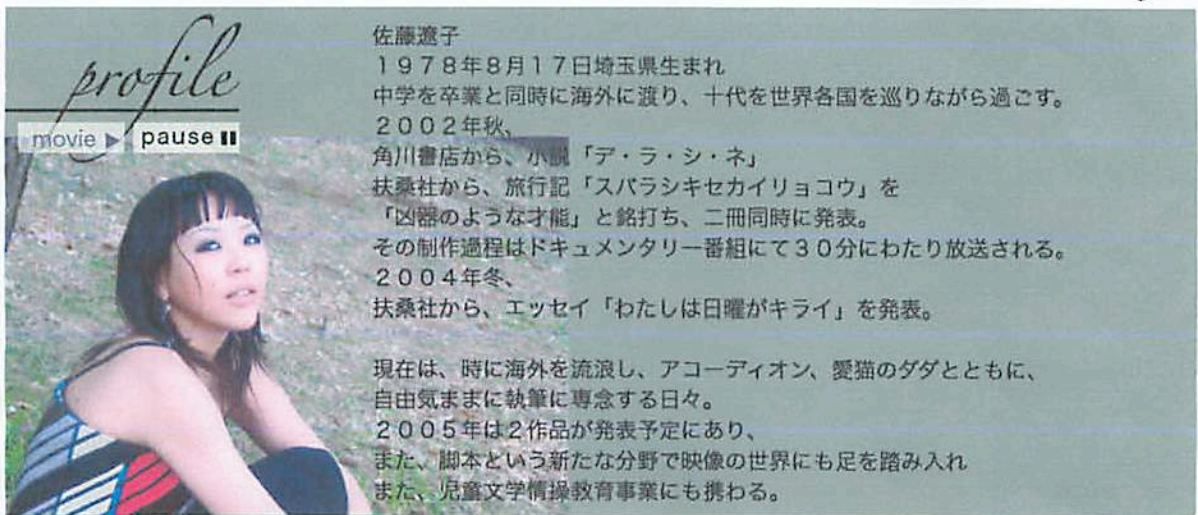 profile
movie ▶ pause ❚❚
佐藤遼子
１９７８年８月１７日埼玉県生まれ
中学を卒業と同時に海外に渡り、十代を世界各国を巡りながら過ごす。
２００２年秋、
角川書店から、小説「デ・ラ・シ・ネ」
扶桑社から、旅行記「スバラシキセカイリョコウ」を
「凶器のような才能」と銘打ち、二冊同時に発表。
その制作過程はドキュメンタリー番組にて３０分にわたり放送される。
２００４年冬、
扶桑社から、エッセイ「わたしは日曜がキライ」を発表。
現在は、時に海外を流浪し、アコーディオン、愛猫のダダとともに、
自由気ままに執筆に専念する日々。
２００５年は２作品が発表予定にあり、
また、脚本という新たな分野で映像の世界にも足を踏み入れ
また、児童文学情操教育事業にも携わる。